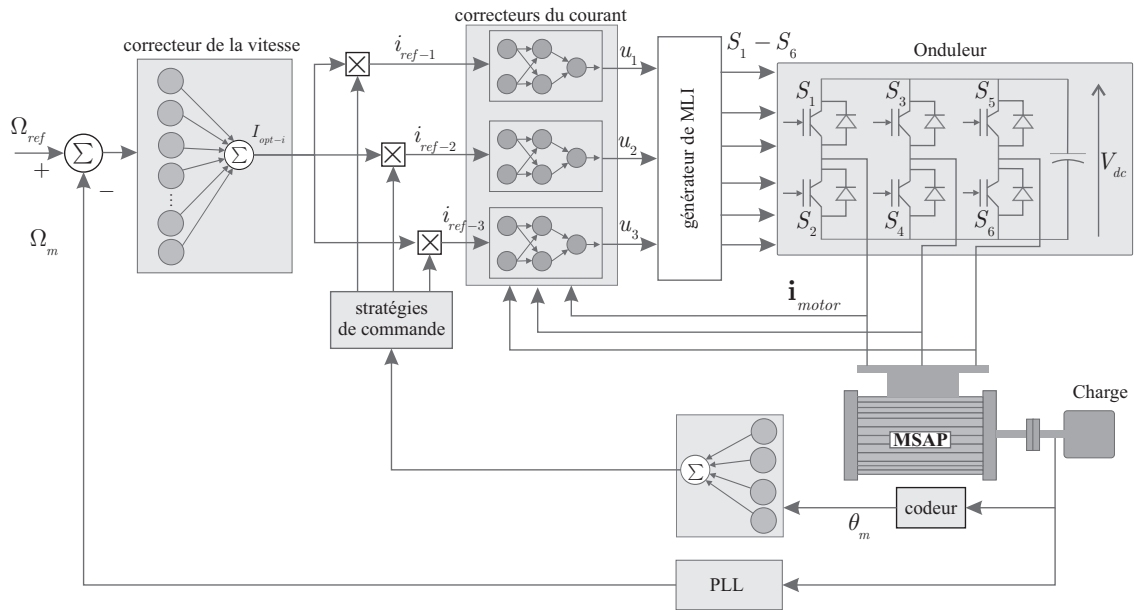 correcteurs du courant
correcteur de la vitesse
Ω_ref
+
−
Ω_m
Σ
Σ
I_opt−i
i_ref−1
i_ref−2
i_ref−3
u_1
u_2
u_3
générateur de MLI
S_1 − S_6
Onduleur
S_1
S_3
S_5
S_2
S_4
S_6
V_dc
stratégies
de commande
i_motor
Charge
MSAP
Σ
θ_m
codeur
PLL